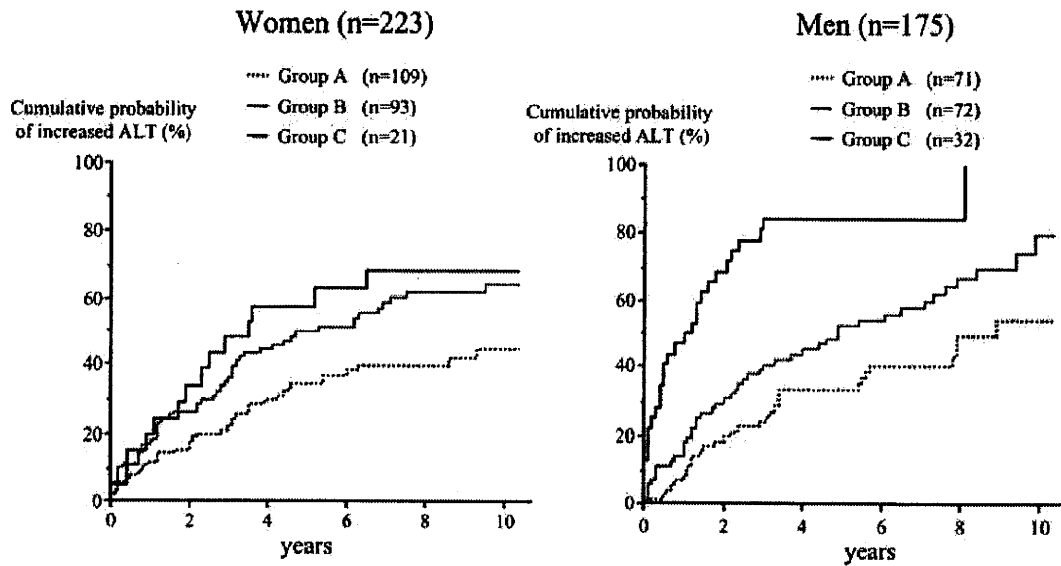 Women (n=223)
Group A (n=109)
Group B (n=93)
Group C (n=21)
Cumulative probability
of increased ALT (%)
100
80
60
40
20
0
0 2 4 6 8 10
years
Men (n=175)
Group A (n=71)
Group B (n=72)
Group C (n=32)
Cumulative probability
of increased ALT (%)
100
80
60
40
20
0
0 2 4 6 8 10
years